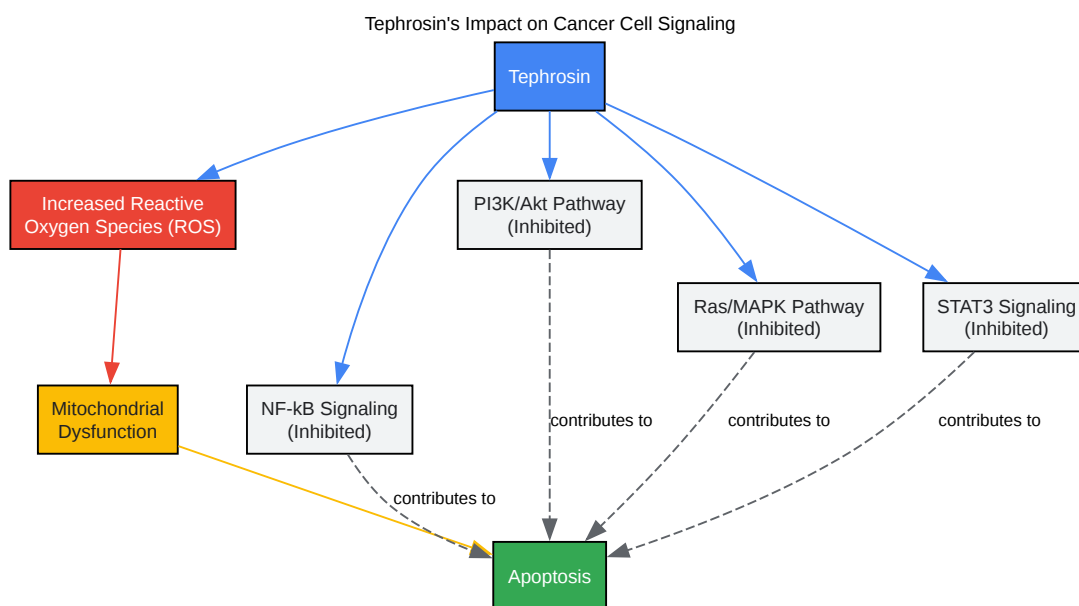 Tephrosin's Impact on Cancer Cell Signaling
Tephrosin
Increased Reactive
Oxygen Species (ROS)
PI3K/Akt Pathway
(Inhibited)
Ras/MAPK Pathway
(Inhibited)
STAT3 Signaling
(Inhibited)
Mitochondrial
Dysfunction
NF-kB Signaling
(Inhibited)
contributes to
contributes to
contributes to
contributes to
Apoptosis